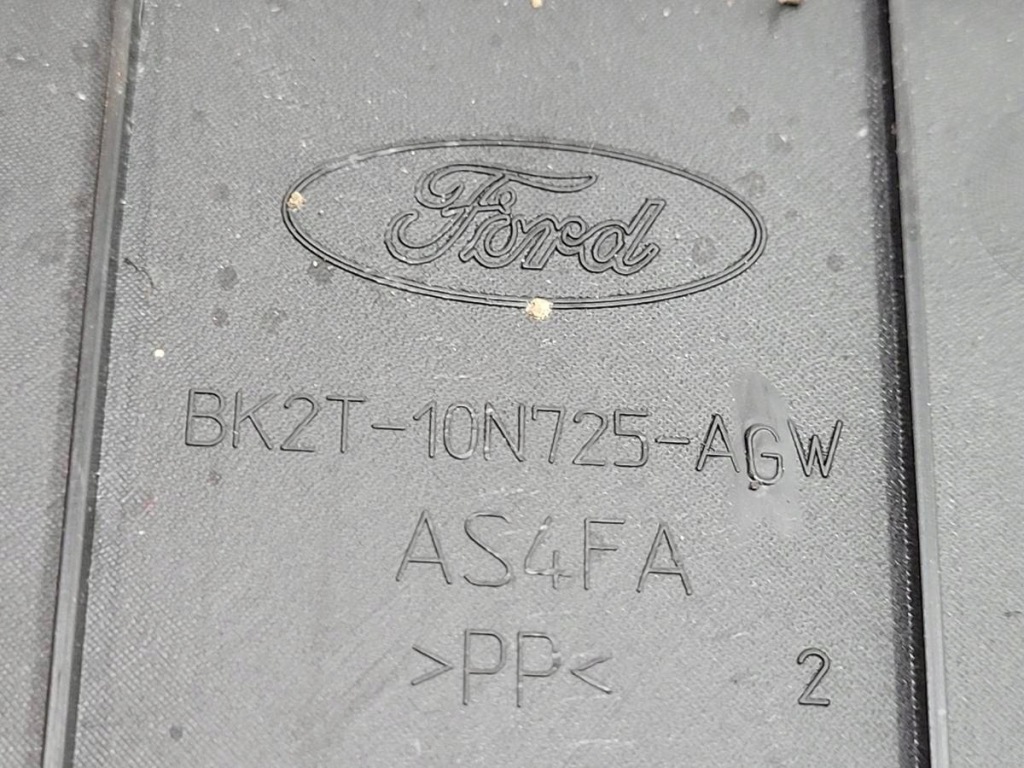 Ford
BK2T-10N725-AGW
AS4FA
>PP<
2